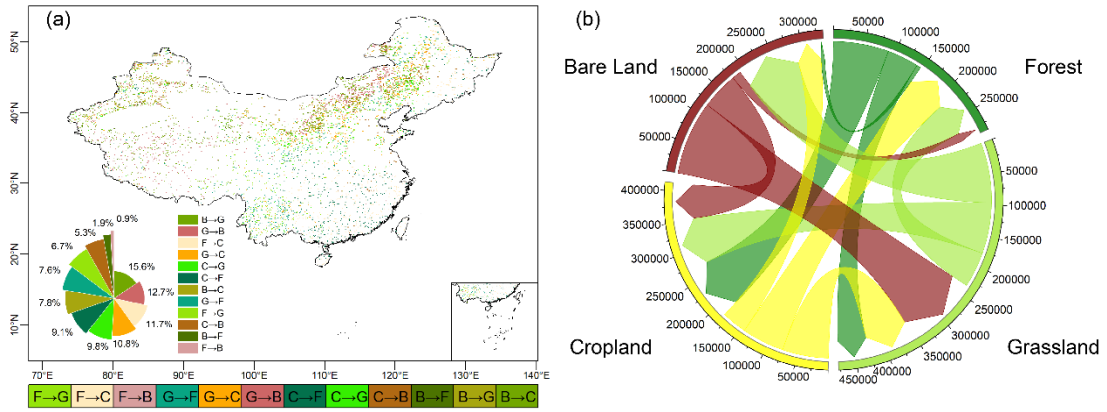 (a)
50°N
40°N
30°N
20°N
10°N
70°E
80°E
90°E
100°E
110°E
120°E
130°E
140°E
0.9%
1.9%
5.3%
6.7%
7.6%
7.8%
9.1%
9.8%
10.8%
11.7%
12.7%
15.6%
B→G
G→B
F→C
G→C
C→G
C→F
B→C
G→F
F→G
C→B
B→F
F→B
F→G F→C F→B G→F G→C G→B C→F C→G C→B B→F B→G B→C
(b)
Bare Land
50000
100000
150000
200000
250000
300000
Forest
50000
100000
150000
200000
250000
Grassland
50000
100000
150000
200000
250000
300000
350000
400000
450000
Cropland
50000
100000
150000
200000
250000
300000
350000
400000